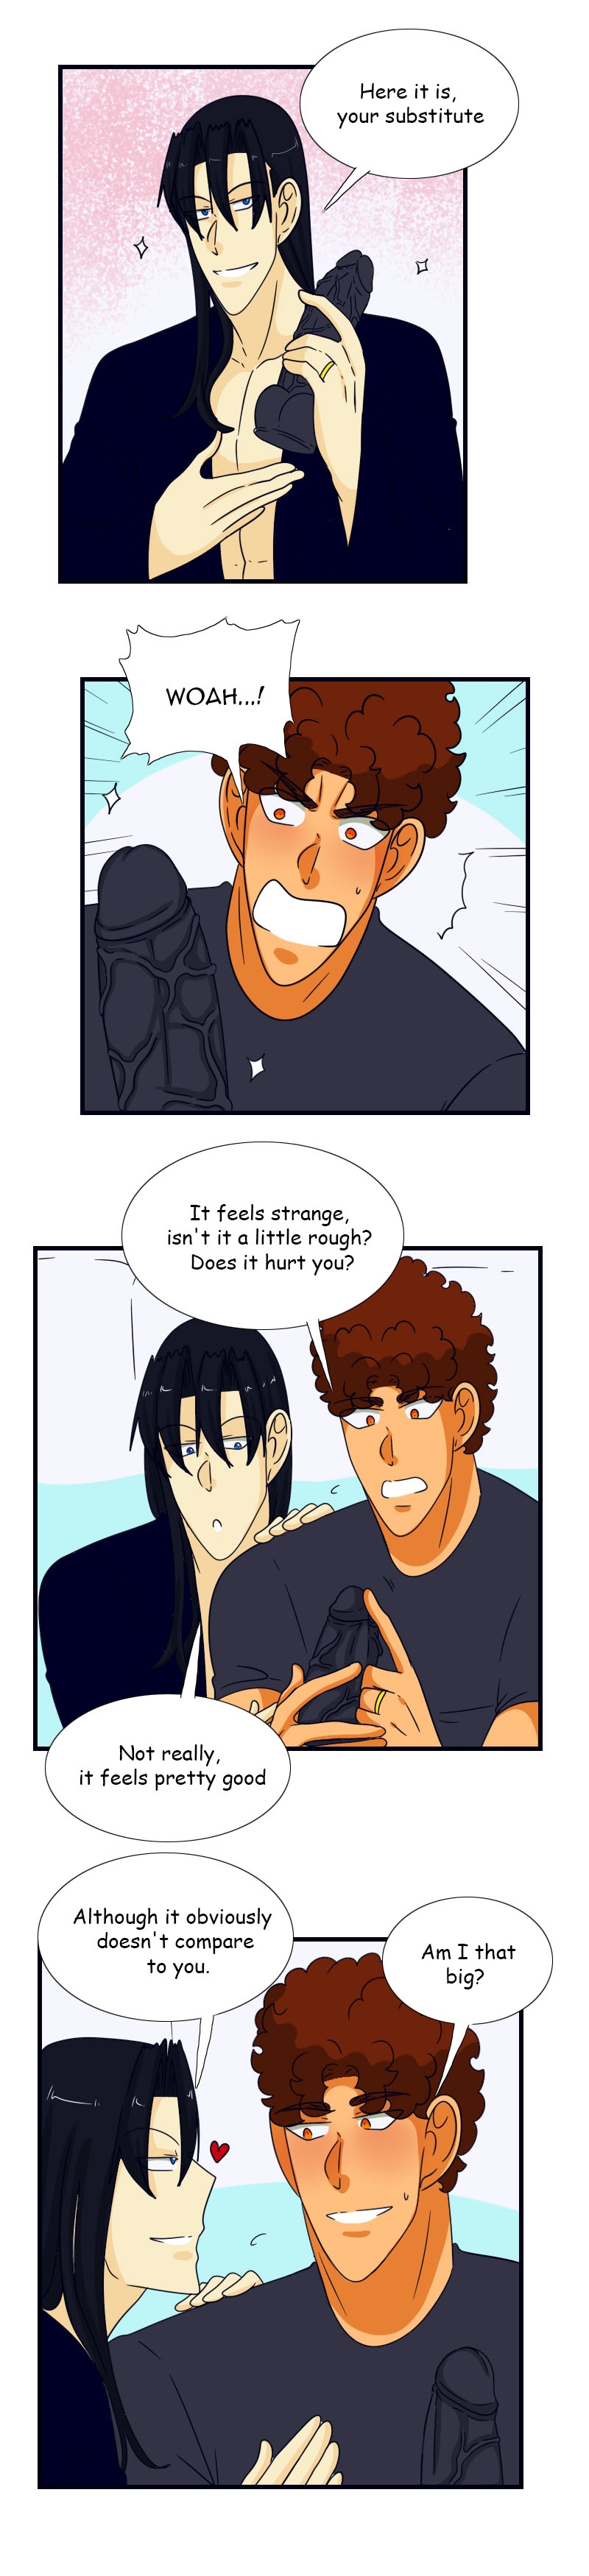 Here it is,
your substitute
WOAH...!
It feels strange,
isn't it a little rough?
Does it hurt you?
Not really,
it feels pretty good
Although it obviously
doesn't compare
to you.
Am I that
big?